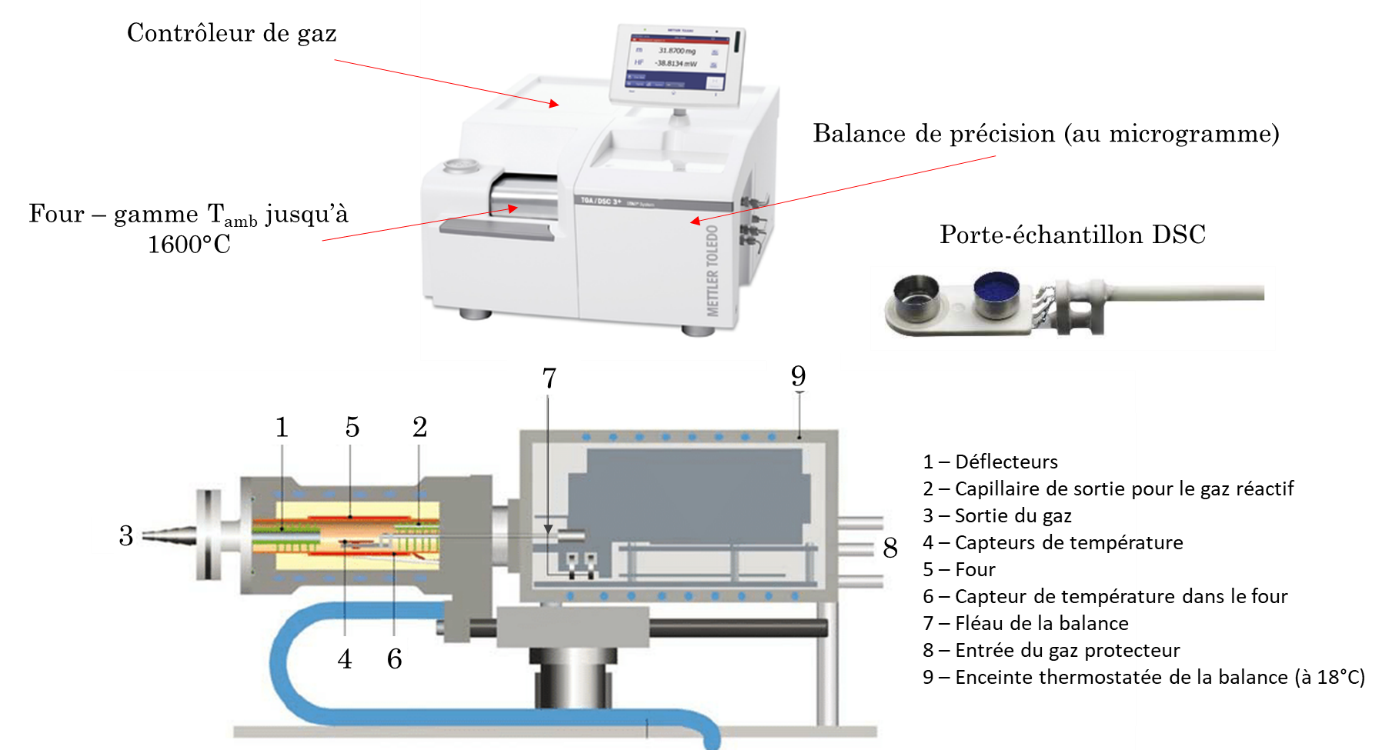 Contrôleur de gaz
METTLER TOLEDO
31.8700 mg
HF -38.8134 mW
Balance de précision (au microgramme)
Four – gamme Tamb jusqu'à
1600°C
TGA/DSC 3+
METTLER TOLEDO
Porte-échantillon DSC
7
9
1
5
2
3
8
4
6
1 – Déflecteurs
2 – Capillaire de sortie pour le gaz réactif
3 – Sortie du gaz
4 – Capteurs de température
5 – Four
6 – Capteur de température dans le four
7 – Fléau de la balance
8 – Entrée du gaz protecteur
9 – Enceinte thermostatée de la balance (à 18°C)